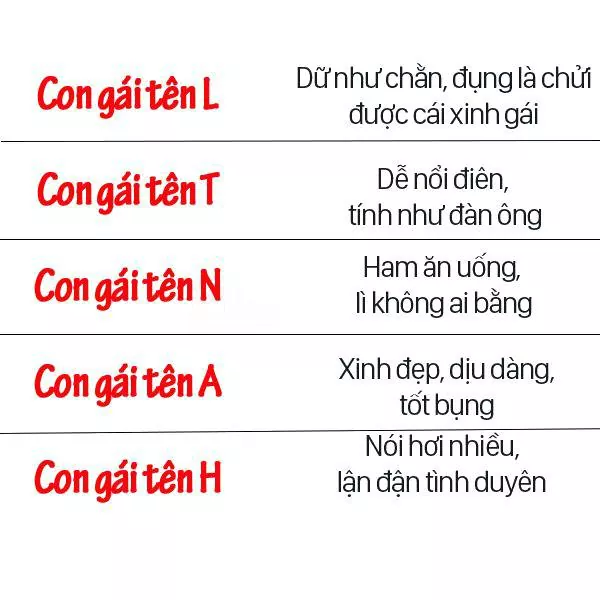 Con gái tên L
Dữ như chằn, đụng là chửi
được cái xinh gái
Con gái tên T
Dễ nổi điên,
tính như đàn ông
Con gái tên N
Ham ăn uống,
lì không ai bằng
Con gái tên A
Xinh đẹp, dịu dàng,
tốt bụng
Con gái tên H
Nói hơi nhiều,
lận đận tình duyên